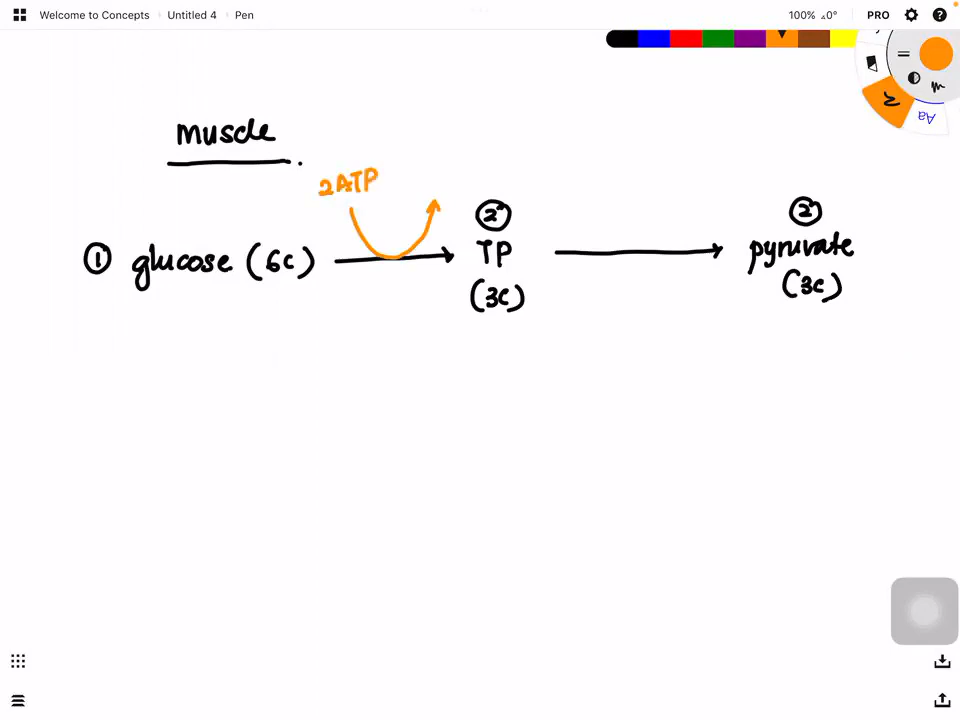 Welcome to Concepts › Untitled 4 › Pen
100% ⊿0° PRO
Aa
muscle
2ATP
① glucose (6C)
②
TP
(3C)
②
pyruvate
(3C)